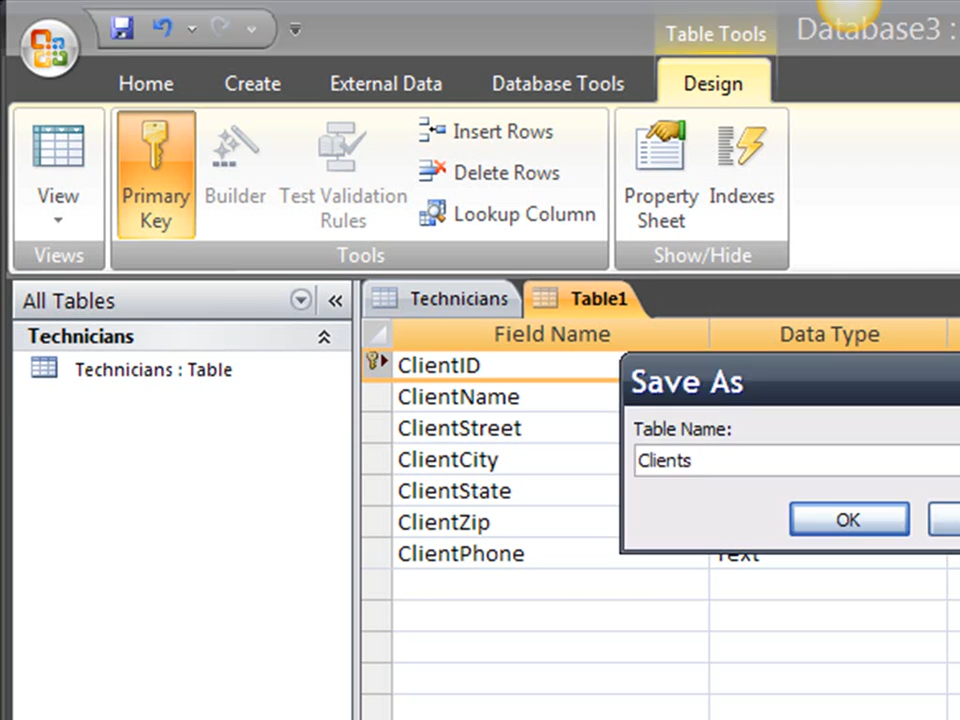 Table Tools
Database3 :
Home Create External Data Database Tools Design
View
Primary Key
Builder
Test Validation Rules
Insert Rows
Delete Rows
Lookup Column
Property Sheet
Indexes
Views Tools Show/Hide
All Tables
Technicians
Technicians : Table
Technicians Table1
Field Name Data Type
ClientID
ClientName
ClientStreet
ClientCity
ClientState
ClientZip
ClientPhone Text
Save As
Table Name:
Clients
OK